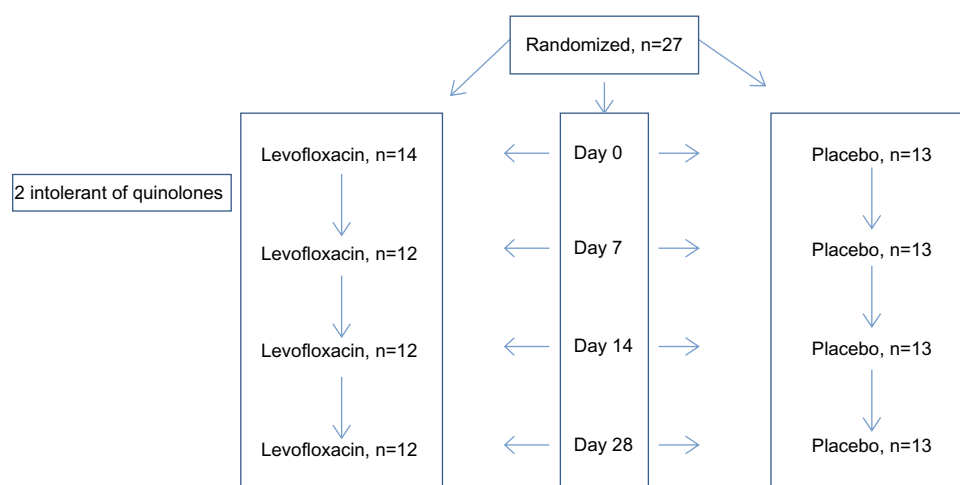 Randomized, n=27
Levofloxacin, n=14
Day 0
Placebo, n=13
2 intolerant of quinolones
Levofloxacin, n=12
Day 7
Placebo, n=13
Levofloxacin, n=12
Day 14
Placebo, n=13
Levofloxacin, n=12
Day 28
Placebo, n=13